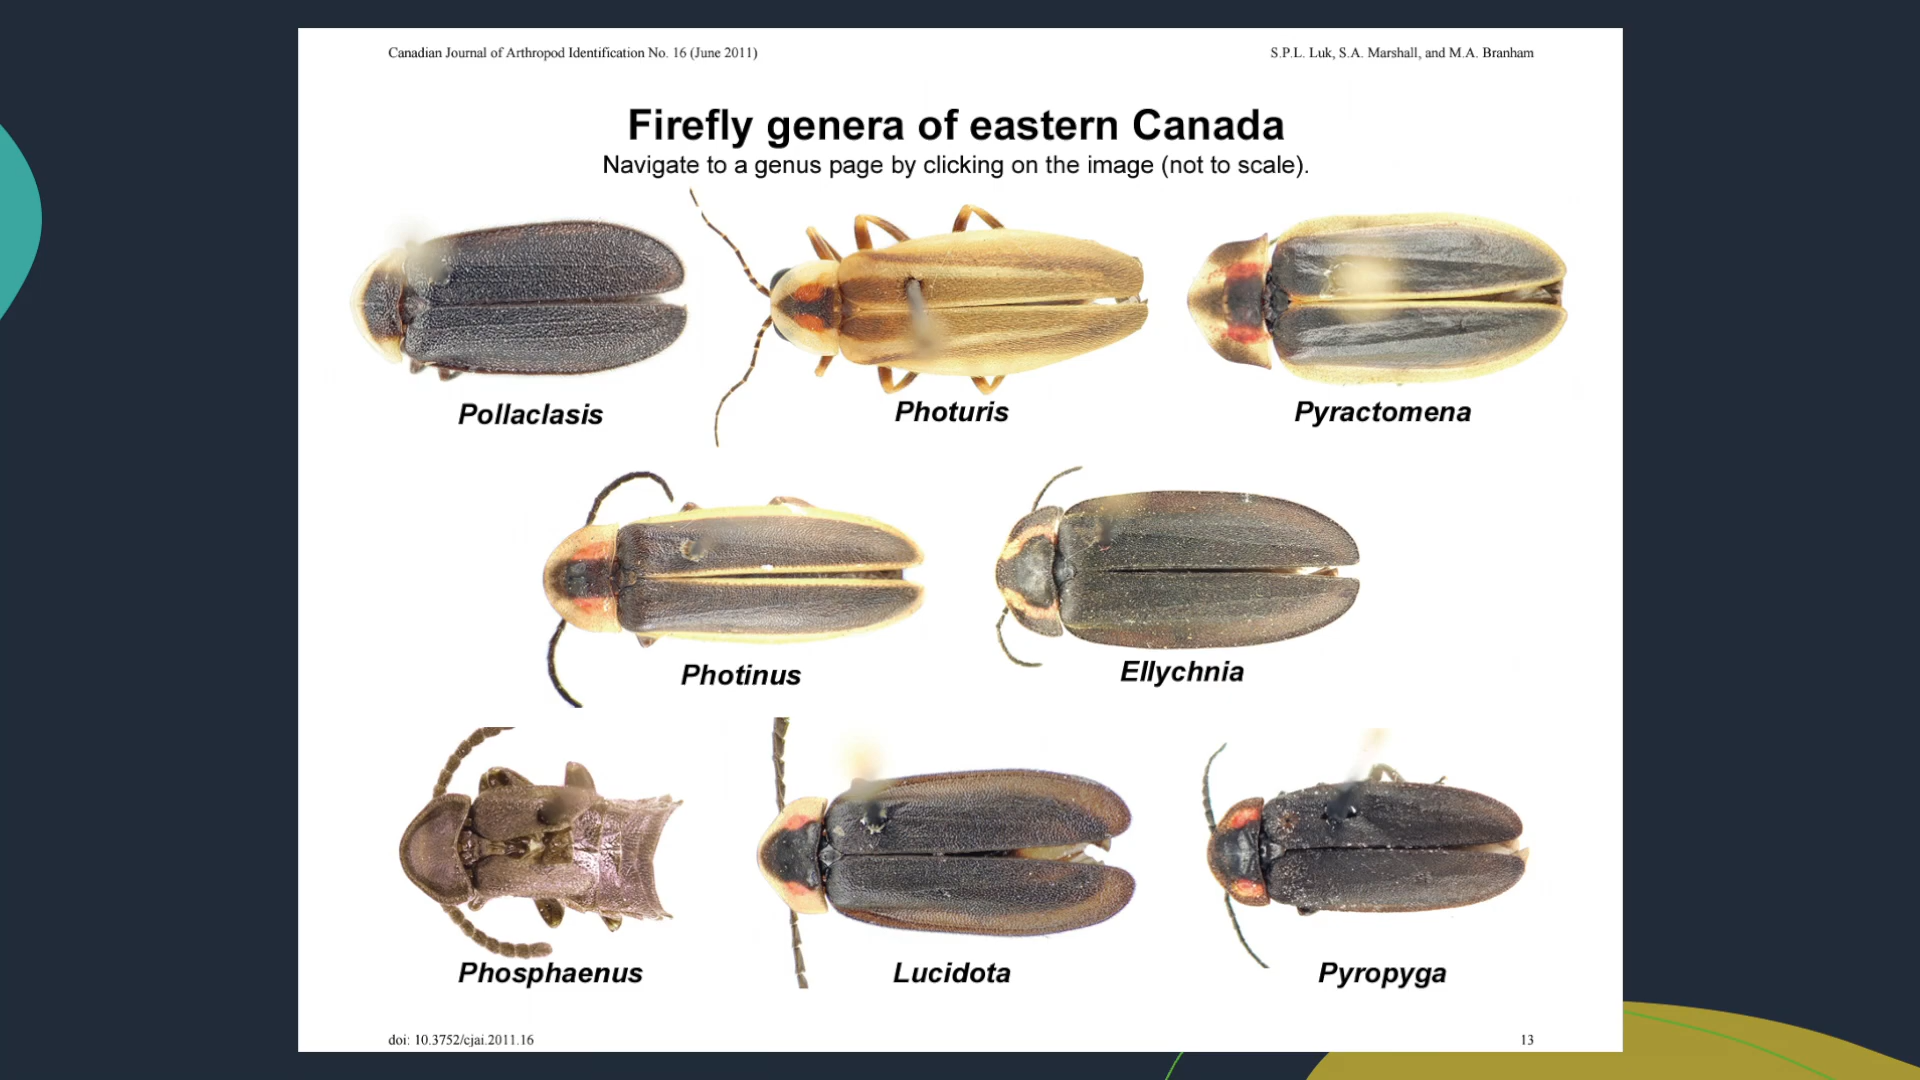 Canadian Journal of Arthropod Identification No. 16 (June 2011)
S.P.L. Luk, S.A. Marshall, and M.A. Branham
Firefly genera of eastern Canada
Navigate to a genus page by clicking on the image (not to scale).
Pollaclasis
Photuris
Pyractomena
Photinus
Ellychnia
Phosphaenus
Lucidota
Pyropyga
doi: 10.3752/cjai.2011.16
13